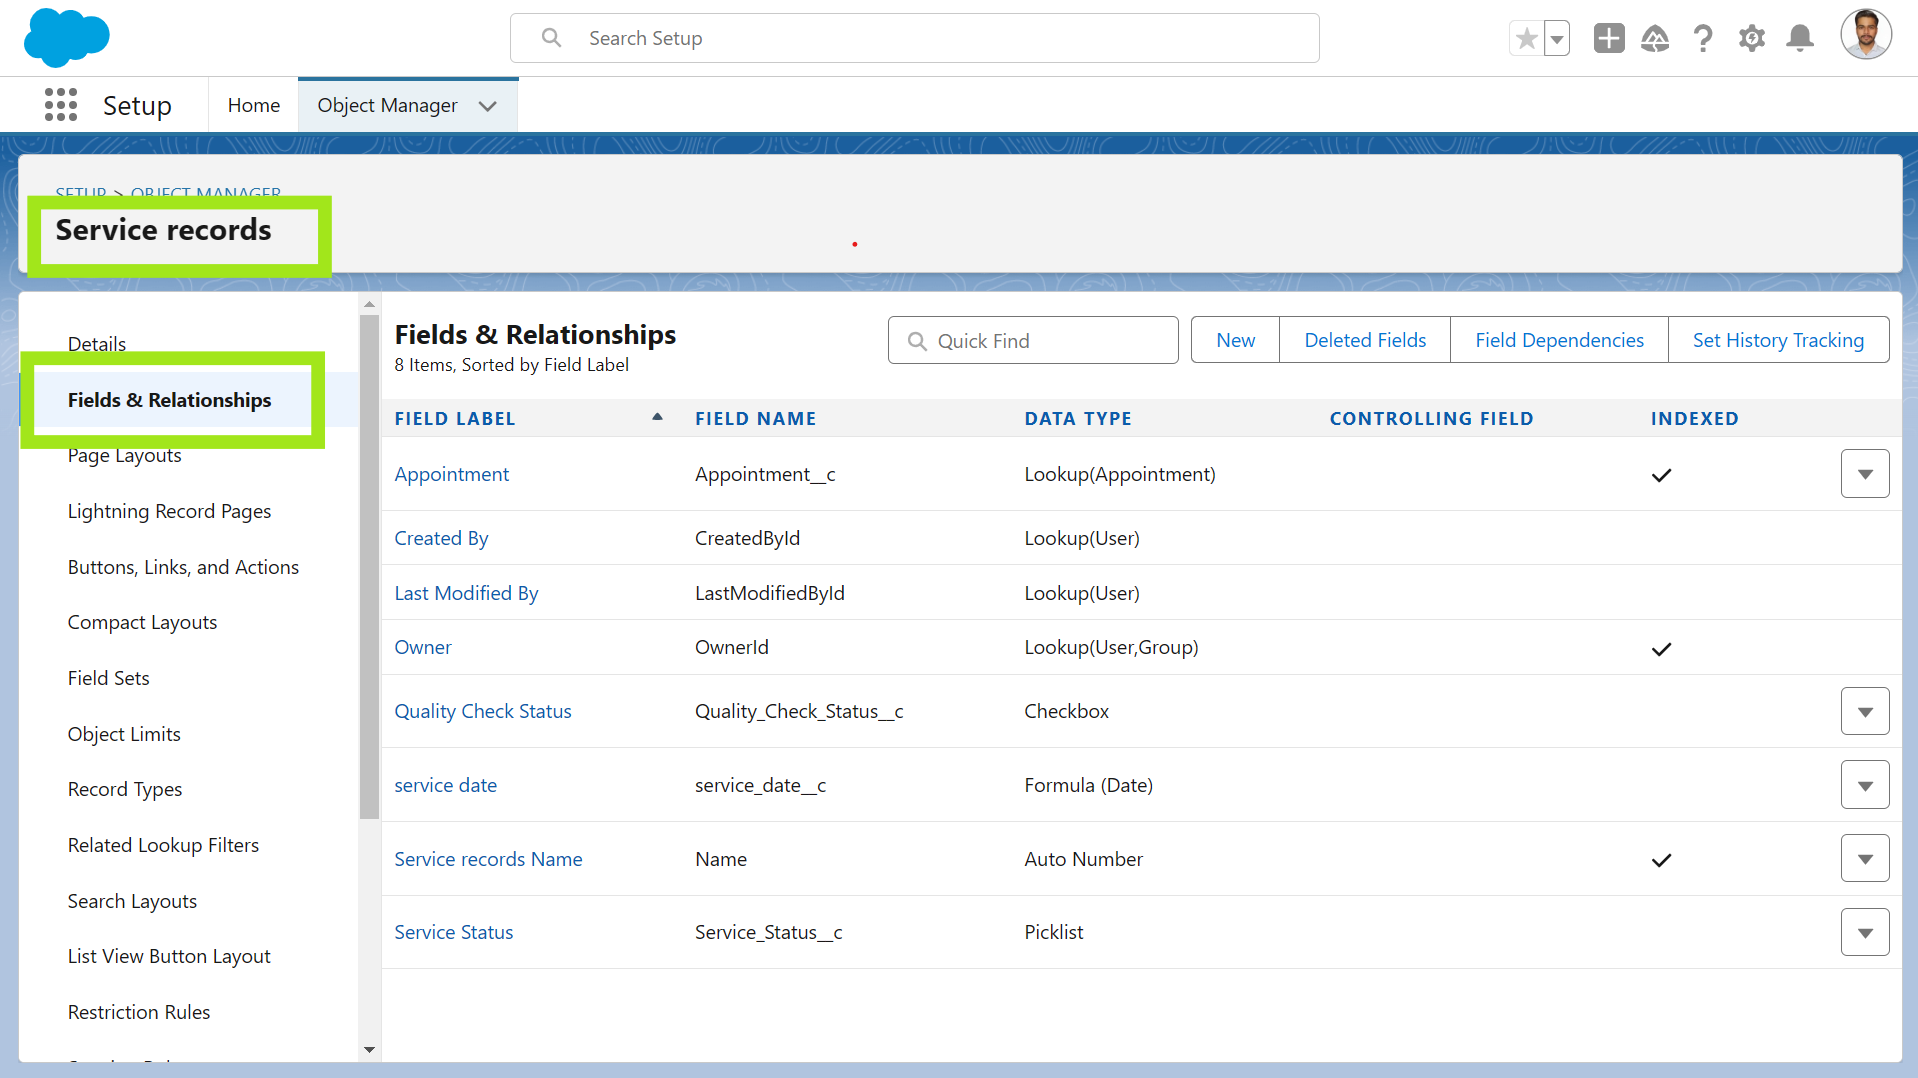 Search Setup
Setup
Home
Object Manager
SETUP > OBJECT MANAGER
Service records
Details
Fields & Relationships
Page Layouts
Lightning Record Pages
Buttons, Links, and Actions
Compact Layouts
Field Sets
Object Limits
Record Types
Related Lookup Filters
Search Layouts
List View Button Layout
Restriction Rules
Fields & Relationships
8 Items, Sorted by Field Label
Quick Find
New
Deleted Fields
Field Dependencies
Set History Tracking
FIELD LABEL FIELD NAME DATA TYPE CONTROLLING FIELD INDEXED
Appointment Appointment__c Lookup(Appointment)
Created By CreatedById Lookup(User)
Last Modified By LastModifiedById Lookup(User)
Owner OwnerId Lookup(User,Group)
Quality Check Status Quality_Check_Status__c Checkbox
service date service_date__c Formula (Date)
Service records Name Name Auto Number
Service Status Service_Status__c Picklist